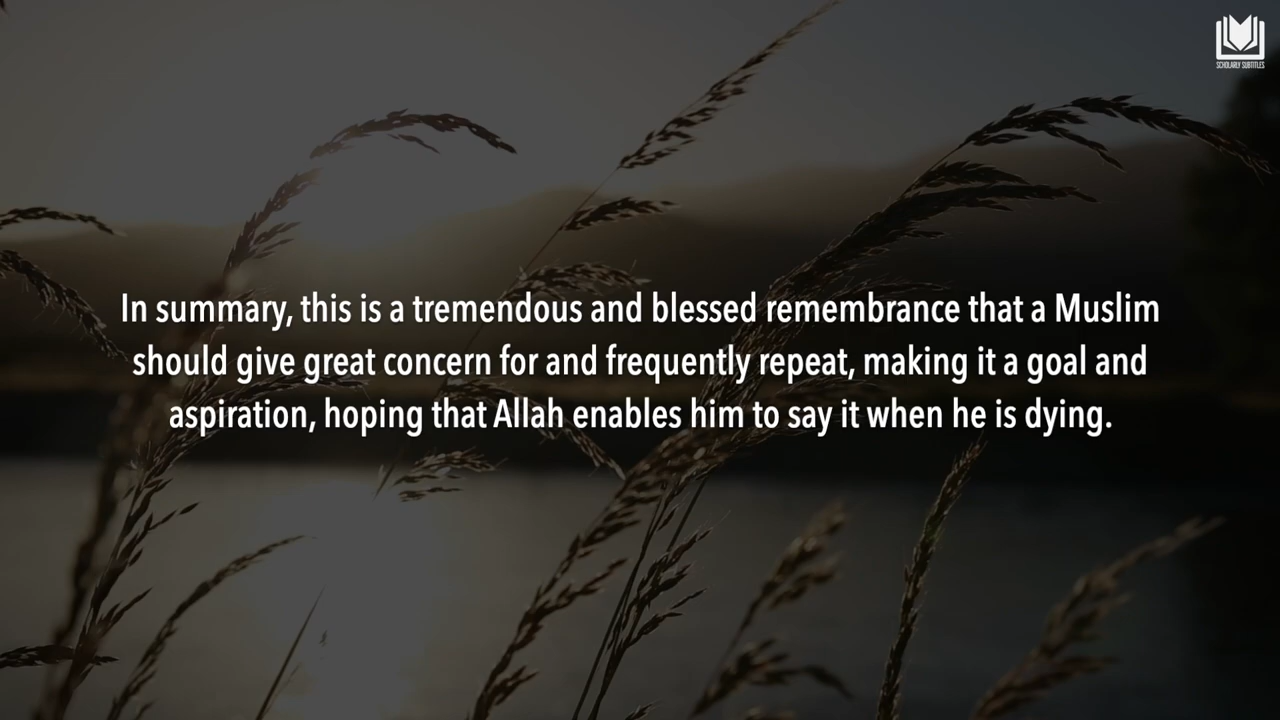 SCHOLARLY SUBTITLES
In summary, this is a tremendous and blessed remembrance that a Muslim
should give great concern for and frequently repeat, making it a goal and
aspiration, hoping that Allah enables him to say it when he is dying.